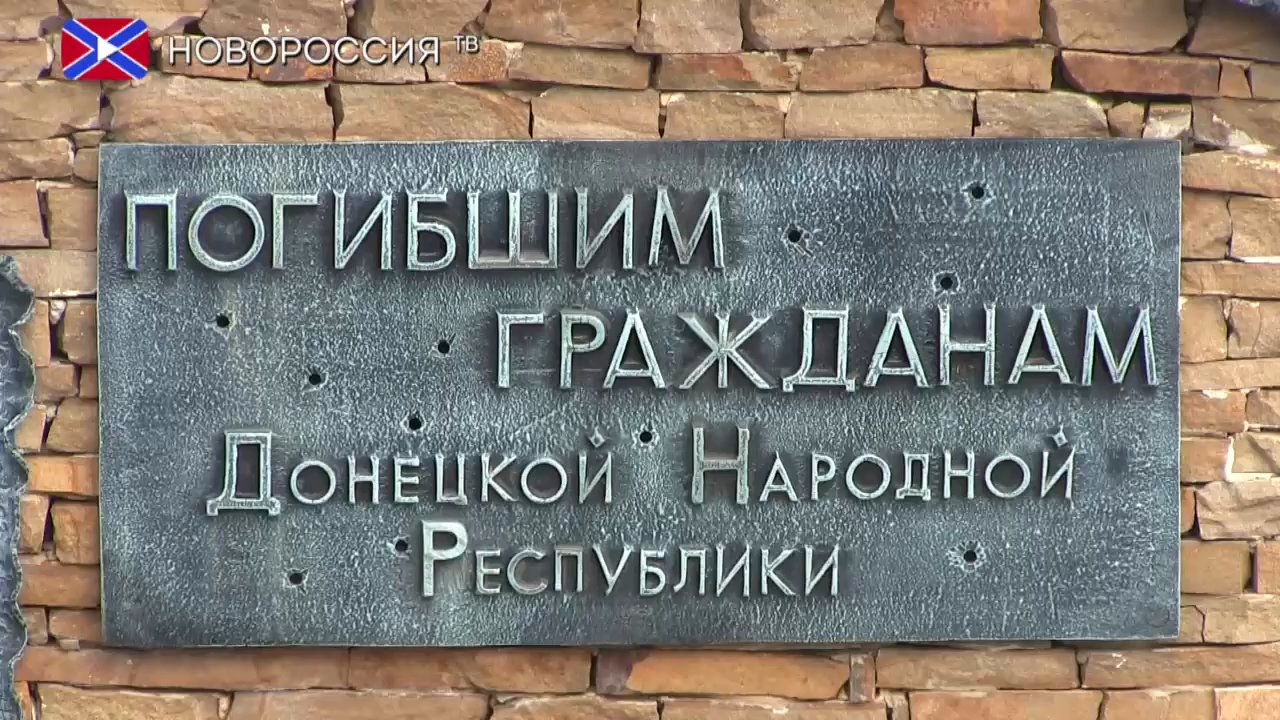 НОВОРОССИЯ ТВ
ПОГИБШИМ
ГРАЖДАНАМ
ДОНЕЦКОЙ НАРОДНОЙ
РЕСПУБЛИКИ